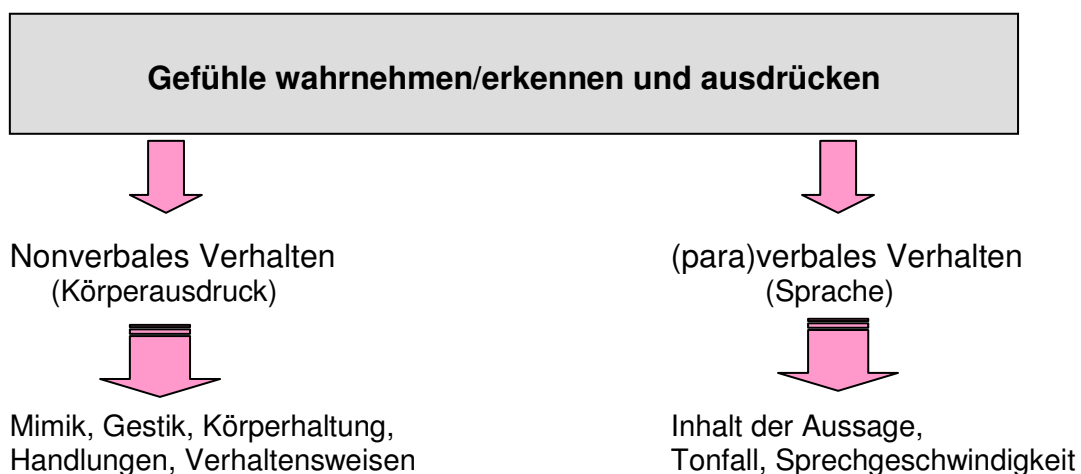 Gefühle wahrnehmen/erkennen und ausdrücken
Nonverbales Verhalten
(Körperausdruck)
Mimik, Gestik, Körperhaltung,
Handlungen, Verhaltensweisen
(para)verbales Verhalten
(Sprache)
Inhalt der Aussage,
Tonfall, Sprechgeschwindigkeit